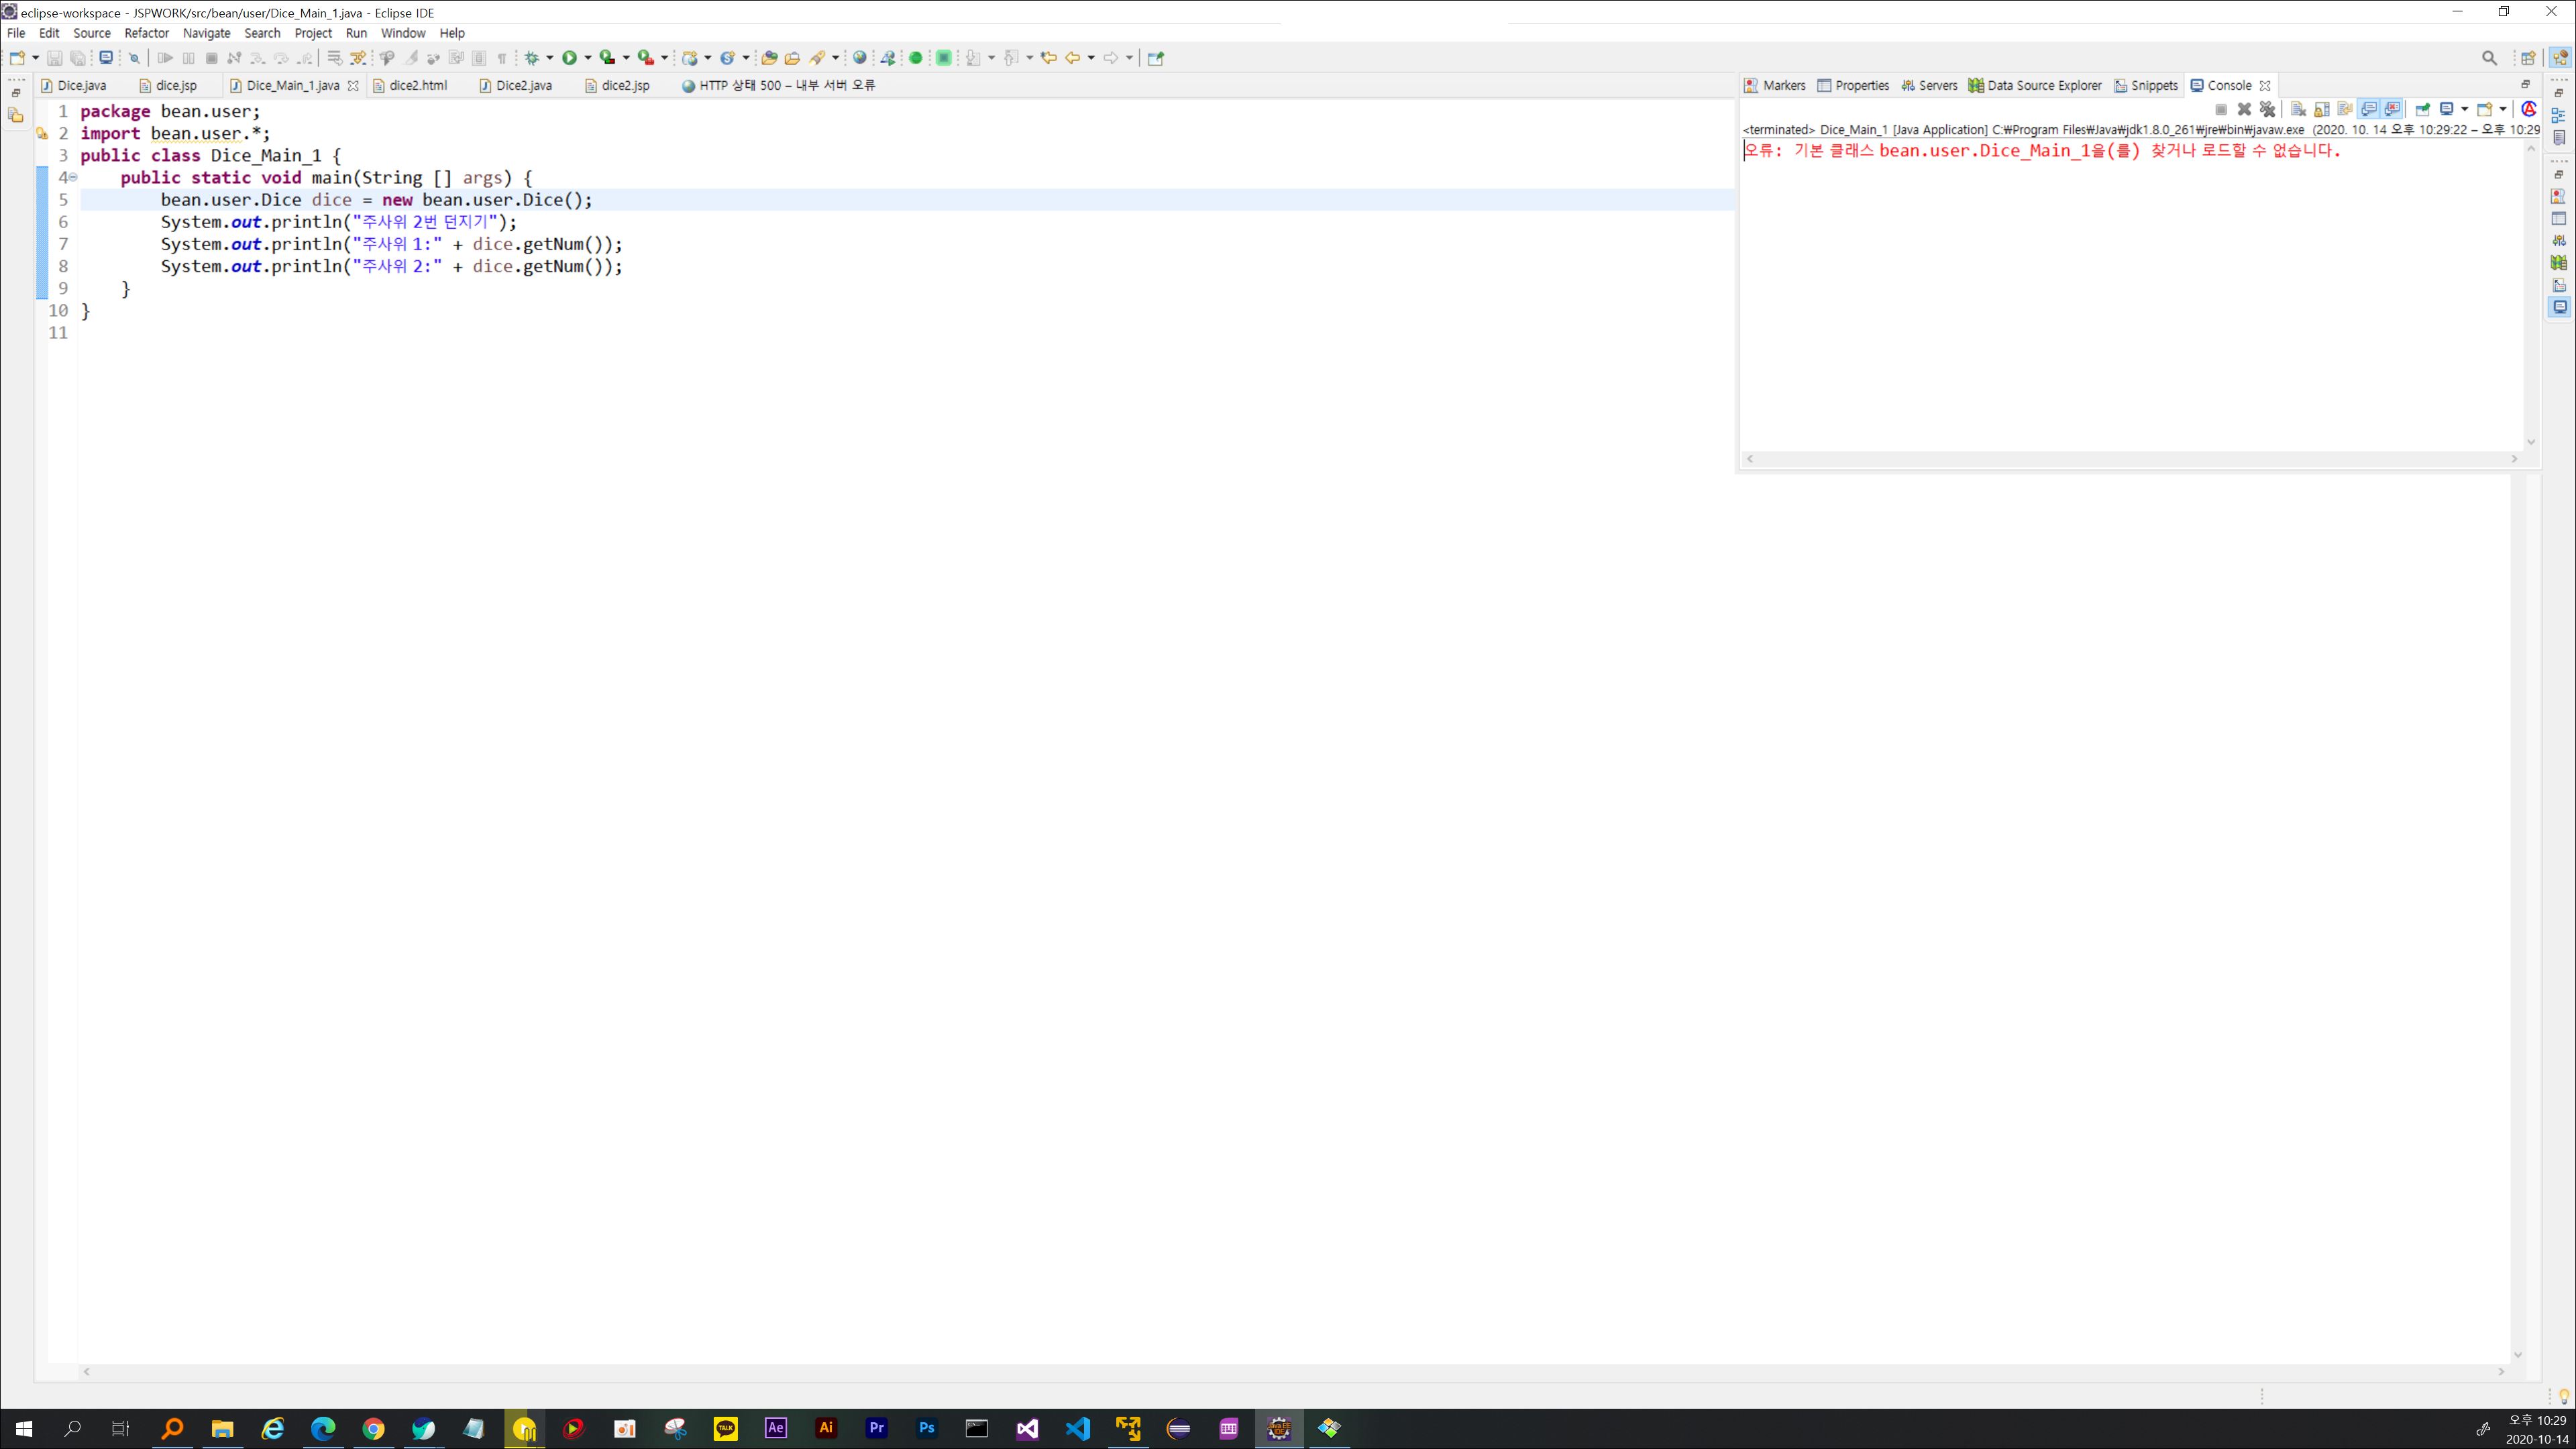 eclipse-workspace - JSPWORK/src/bean/user/Dice_Main_1.java - Eclipse IDE
File Edit Source Refactor Navigate Search Project Run Window Help
Dice.java dice.jsp Dice_Main_1.java dice2.html Dice2.java dice2.jsp HTTP 상태 500 – 내부 서버 오류
1 package bean.user;
2 import bean.user.*;
3 public class Dice_Main_1 {
4 public static void main(String [] args) {
5 bean.user.Dice dice = new bean.user.Dice();
6 System.out.println("주사위 2번 던지기");
7 System.out.println("주사위 1:" + dice.getNum());
8 System.out.println("주사위 2:" + dice.getNum());
9 }
10 }
11
Markers Properties Servers Data Source Explorer Snippets Console
<terminated> Dice_Main_1 [Java Application] C:₩Program Files₩Java₩jdk1.8.0_261₩jre₩bin₩javaw.exe (2020. 10. 14 오후 10:29:22 – 오후 10:29
오류: 기본 클래스 bean.user.Dice_Main_1을(를) 찾거나 로드할 수 없습니다.
TALK Ae Ai Pr Ps
오후 10:29
2020-10-14